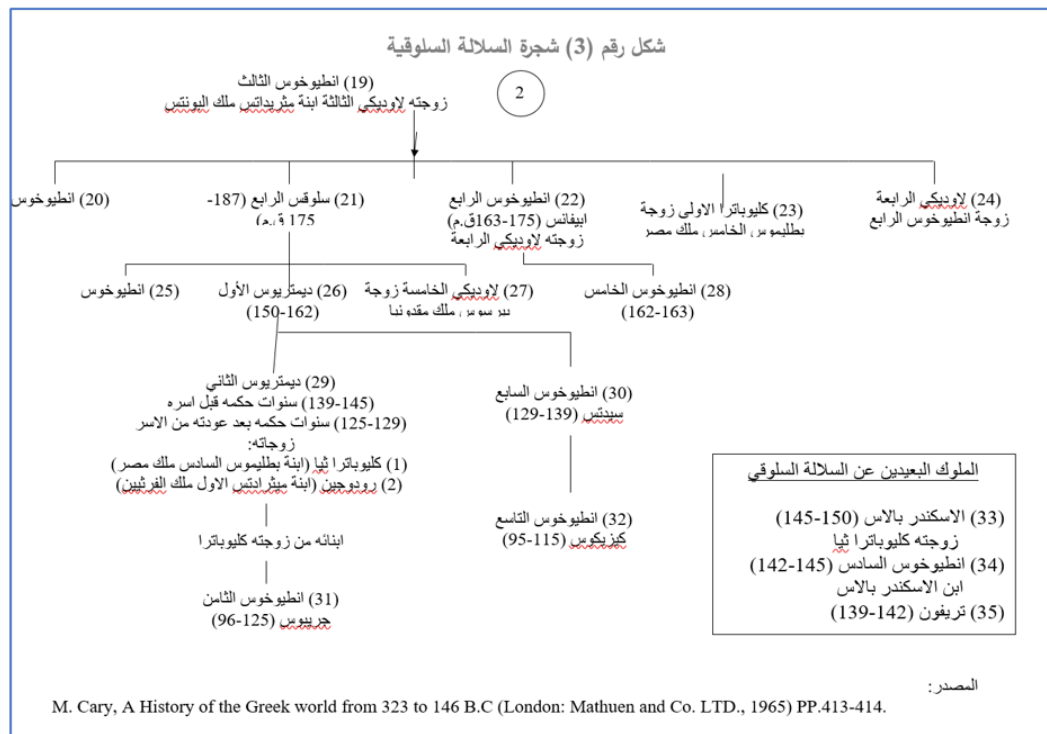 شكل رقم (3) شجرة السلالة السلوقية
2
(19) انطيوخوس الثالث
زوجته لاوديكي الثالثة ابنة مثريداتس ملك البونتس
(20) انطيوخوس
(21) سلوقس الرابع (187-
175 ق.م)
(22) انطيوخوس الرابع
ابيفانس (175-163ق.م)
زوجته لاوديكي الرابعة
(23) كليوباترا الاولى زوجة
بطليموس الخامس ملك مصر
(24) لاوديكي الرابعة
زوجة انطيوخوس الرابع
(25) انطيوخوس
(26) ديمتريوس الأول
(150-162)
(27) لاوديكي الخامسة زوجة
بيرسوس ملك مقدونيا
(28) انطيوخوس الخامس
(162-163)
(29) ديمتريوس الثاني
(139-145) سنوات حكمه قبل اسره
(125-129) سنوات حكمه بعد عودته من الاسر
زوجاته:
(1) كليوباترا ثيا (ابنة بطليموس السادس ملك مصر)
(2) رودوجين (ابنة ميثرادتس الاول ملك الفرثيين)
ابنائه من زوجته كليوباترا
(31) انطيوخوس الثامن
جريبوس (125-96)
(30) انطيوخوس السابع
سيدتس (139-129)
(32) انطيوخوس التاسع
كيزيكوس (115-95)
الملوك البعيدين عن السلالة السلوقي
(33) الاسكندر بالاس (150-145)
زوجته كليوباترا ثيا
(34) انطيوخوس السادس (145-142)
ابن الاسكندر بالاس
(35) تريفون (142-139)
المصدر:
M. Cary, A History of the Greek world from 323 to 146 B.C (London: Mathuen and Co. LTD., 1965) PP.413-414.